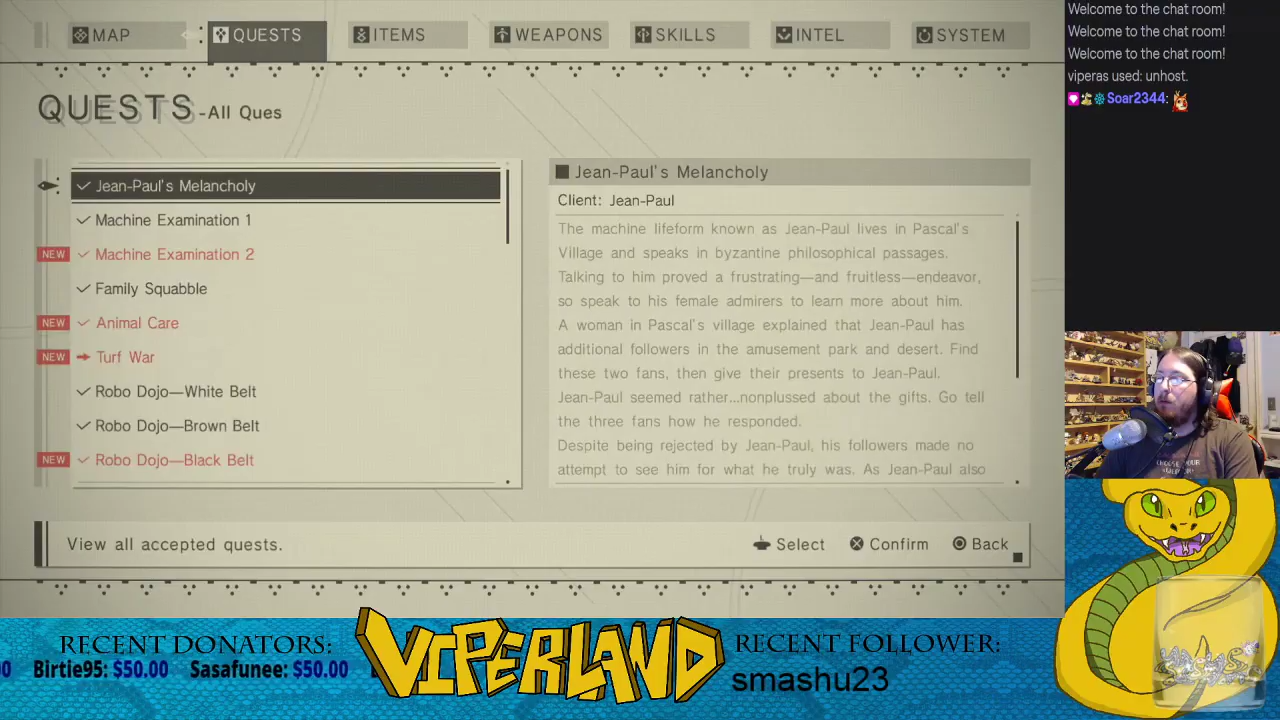 MAP
QUESTS
ITEMS
WEAPONS
SKILLS
INTEL
SYSTEM
QUESTS -All Ques
Jean-Paul's Melancholy
Machine Examination 1
NEW Machine Examination 2
Family Squabble
NEW Animal Care
NEW Turf War
Robo Dojo—White Belt
Robo Dojo—Brown Belt
NEW Robo Dojo—Black Belt
Jean-Paul's Melancholy
Client: Jean-Paul
The machine lifeform known as Jean-Paul lives in Pascal's
Village and speaks in byzantine philosophical passages.
Talking to him proved a frustrating—and fruitless—endeavor,
so speak to his female admirers to learn more about him.
A woman in Pascal's village explained that Jean-Paul has
additional followers in the amusement park and desert. Find
these two fans, then give their presents to Jean-Paul.
Jean-Paul seemed rather...nonplussed about the gifts. Go tell
the three fans how he responded.
Despite being rejected by Jean-Paul, his followers made no
attempt to see him for what he truly was. As Jean-Paul also
View all accepted quests.
Select
Confirm
Back
Welcome to the chat room!
Welcome to the chat room!
Welcome to the chat room!
viperas used: unhost.
Soar2344:
RECENT DONATORS:
Birtie95: $50.00 Sasafunee: $50.00
VIPERLAND
RECENT FOLLOWER:
smashu23